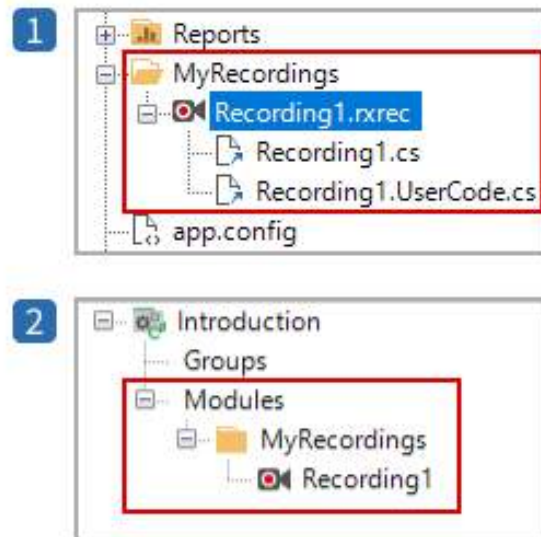 1
Reports
MyRecordings
Recording1.rxrec
Recording1.cs
Recording1.UserCode.cs
app.config
2
Introduction
Groups
Modules
MyRecordings
Recording1